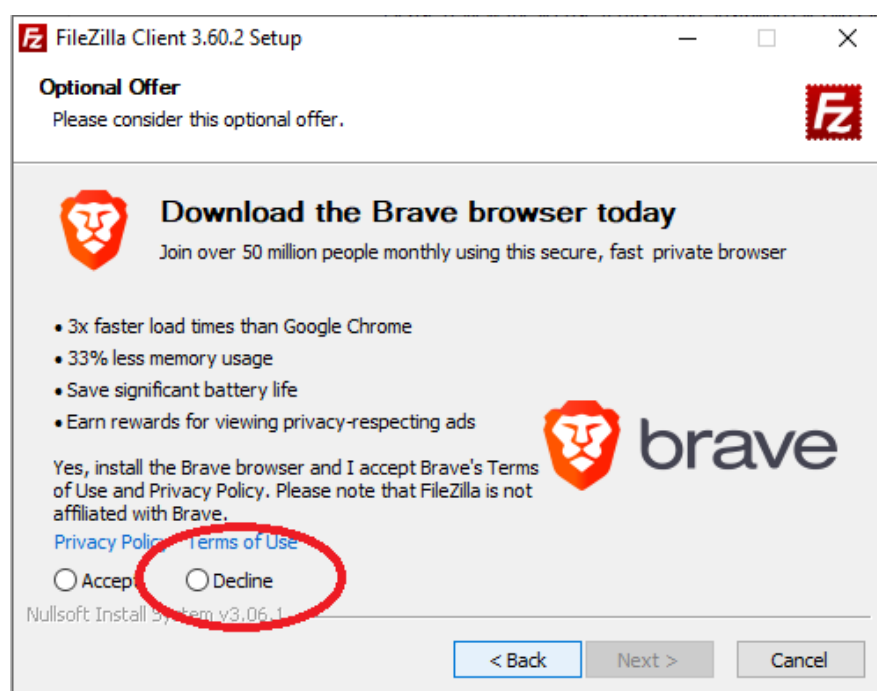 FileZilla Client 3.60.2 Setup
Optional Offer
Please consider this optional offer.
Fz
Download the Brave browser today
Join over 50 million people monthly using this secure, fast private browser
• 3x faster load times than Google Chrome
• 33% less memory usage
• Save significant battery life
• Earn rewards for viewing privacy-respecting ads
brave
Yes, install the Brave browser and I accept Brave's Terms
of Use and Privacy Policy. Please note that FileZilla is not
affiliated with Brave.
Privacy Policy Terms of Use
Accept Decline
Nullsoft Install System v3.06.1
< Back Next > Cancel